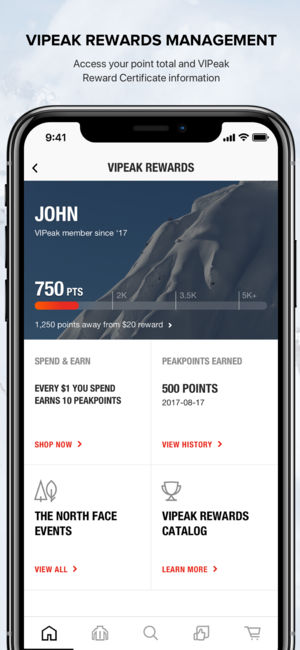 VIPEAK REWARDS MANAGEMENT
Access your point total and VIPeak
Reward Certificate information
9:41
VIPEAK REWARDS
JOHN
VIPeak member since '17
750 PTS
2K
3.5K
5K+
1,250 points away from $20 reward >
SPEND & EARN
EVERY $1 YOU SPEND
EARNS 10 PEAKPOINTS
SHOP NOW >
PEAKPOINTS EARNED
500 POINTS
2017-08-17
VIEW HISTORY >
THE NORTH FACE
EVENTS
VIEW ALL >
VIPEAK REWARDS
CATALOG
LEARN MORE >